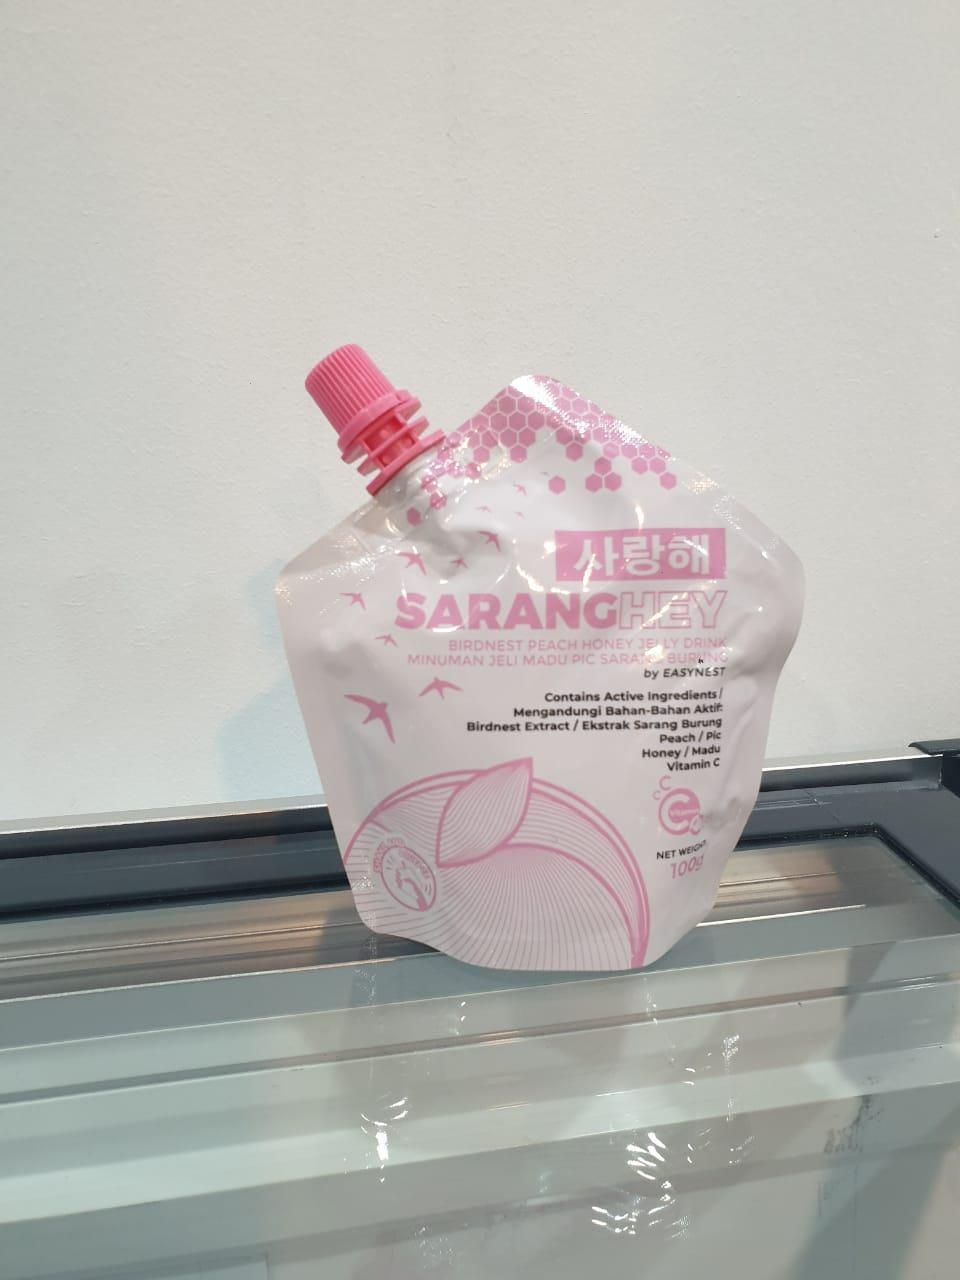 사랑해
SARANGHEY
BIRDNEST PEACH HONEY JELLY DRINK
MINUMAN JELI MADU PIC SARANG BURUNG
by EASYNEST
Contains Active Ingredients /
Mengandungi Bahan-Bahan Aktif:
Birdnest Extract / Ekstrak Sarang Burung
Peach / Pic
Honey / Madu
Vitamin C
C C
C
Vitamin
NET WEIGHT:
100g